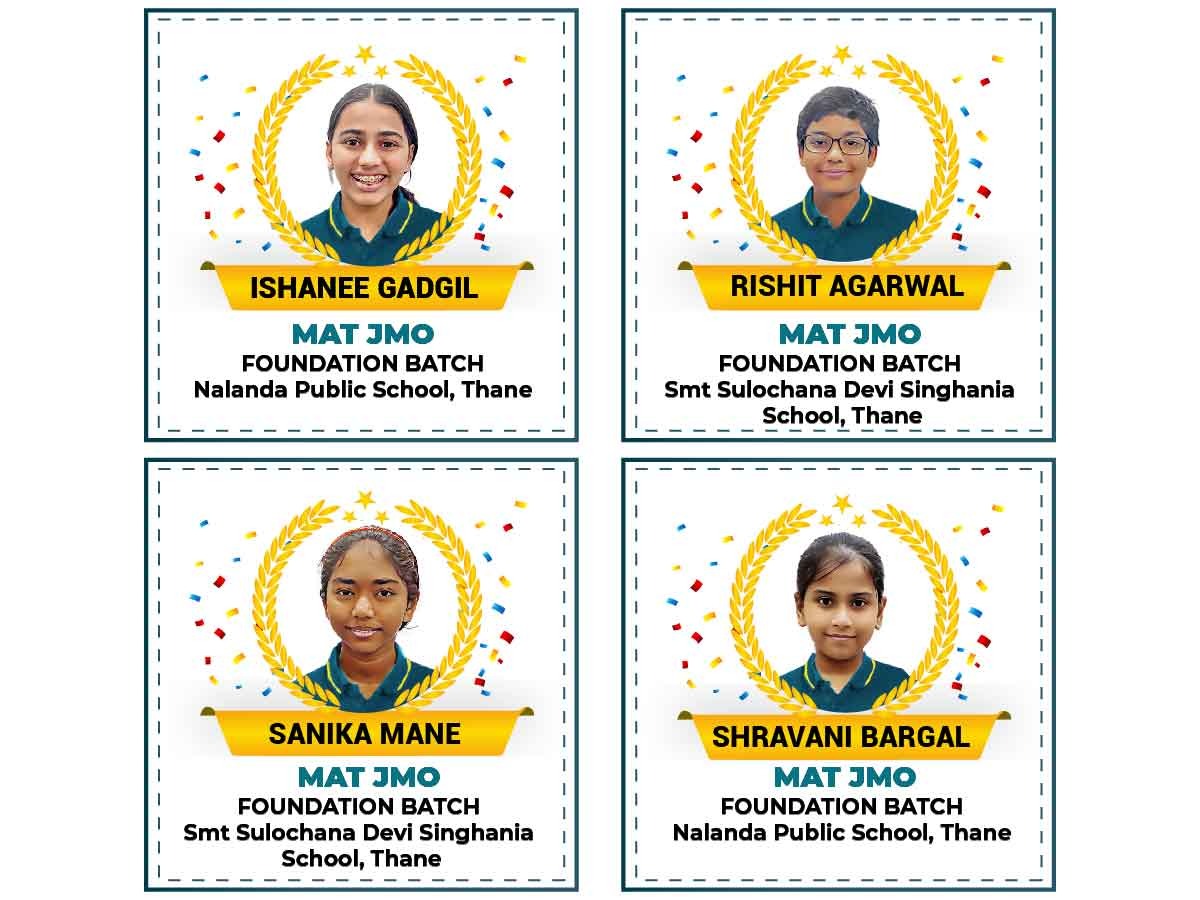 ISHANEE GADGIL
MAT JMO
FOUNDATION BATCH
Nalanda Public School, Thane
RISHIT AGARWAL
MAT JMO
FOUNDATION BATCH
Smt Sulochana Devi Singhania
School, Thane
SANIKA MANE
MAT JMO
FOUNDATION BATCH
Smt Sulochana Devi Singhania
School, Thane
SHRAVANI BARGAL
MAT JMO
FOUNDATION BATCH
Nalanda Public School, Thane